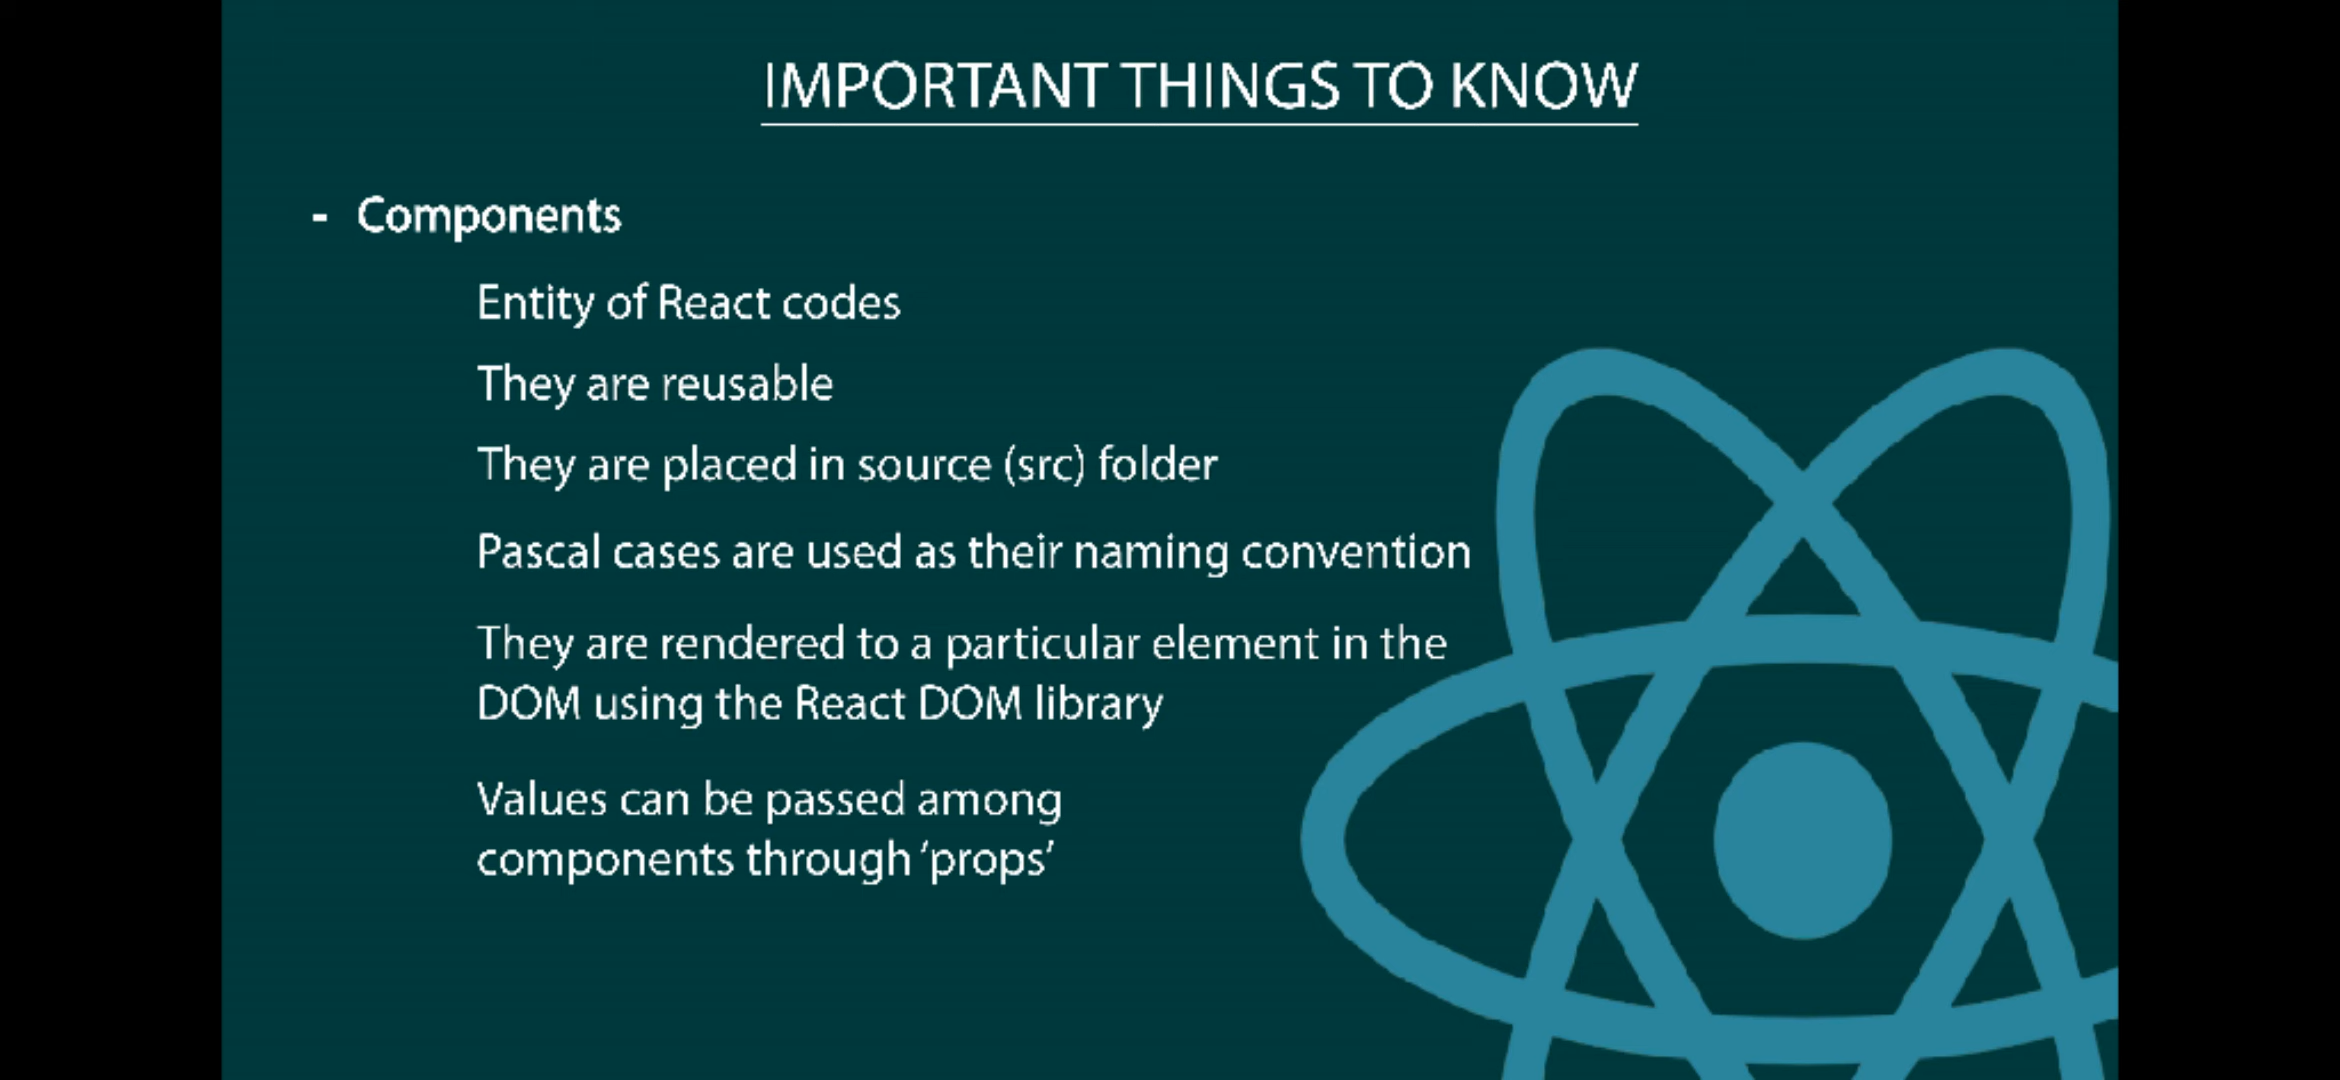 IMPORTANT THINGS TO KNOW
- Components
Entity of React codes
They are reusable
They are placed in source (src) folder
Pascal cases are used as their naming convention
They are rendered to a particular element in the
DOM using the React DOM library
Values can be passed among
components through ‘props’